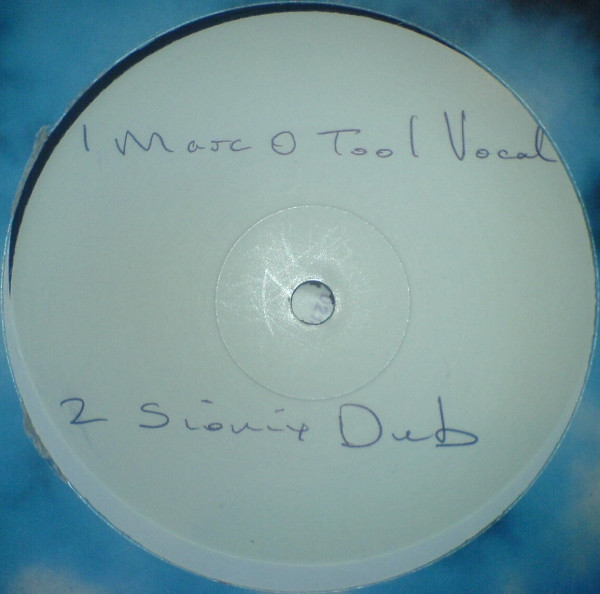 1 Marc O Tool Vocal
2 Sionix Dub